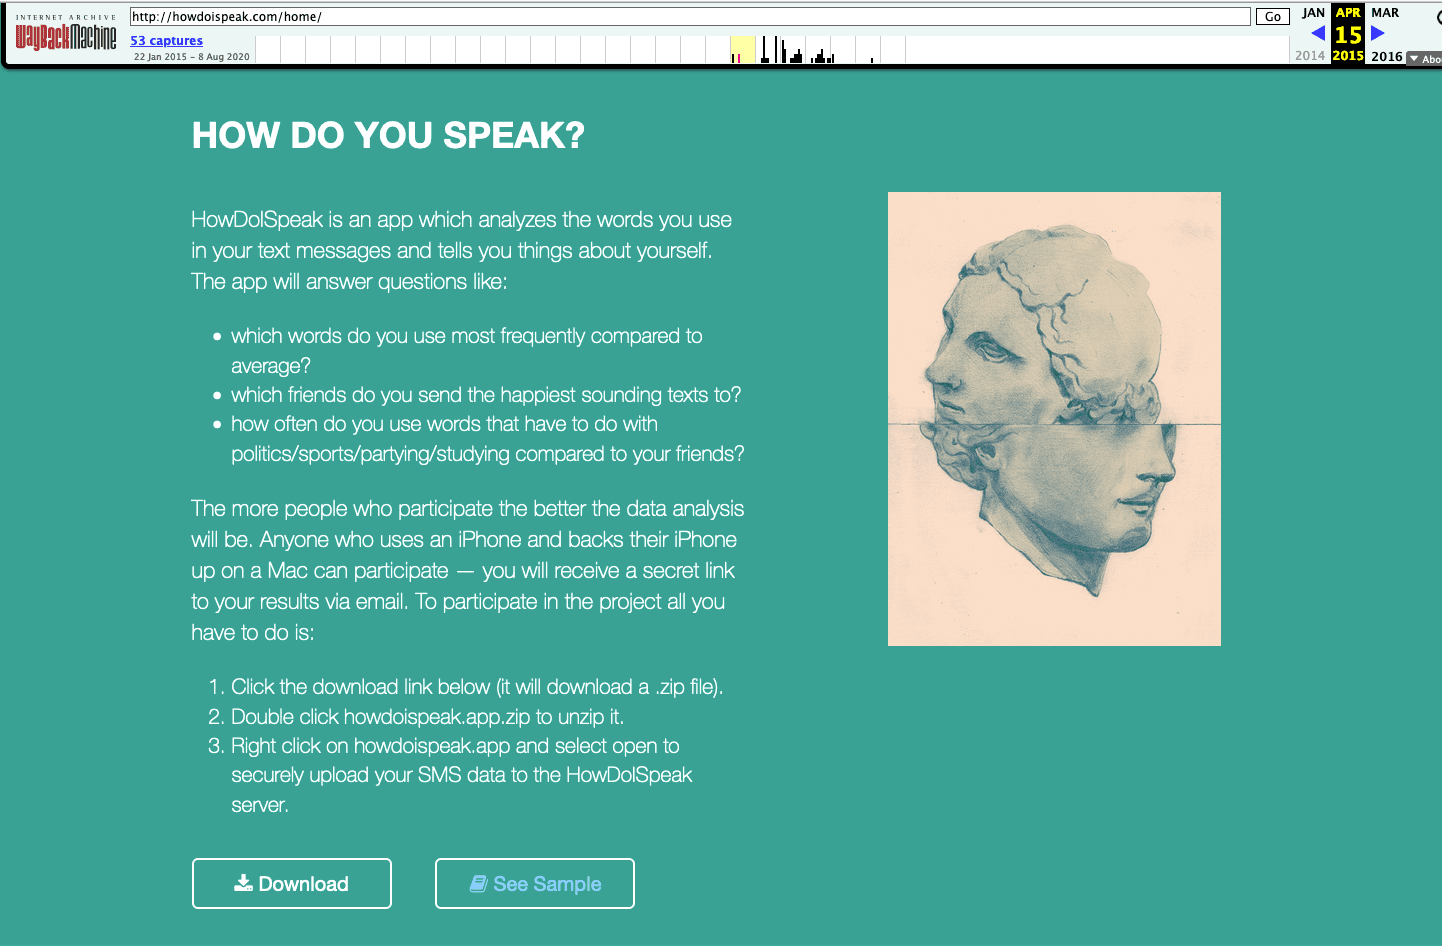 INTERNET ARCHIVE
WayBackMachine
http://howdoispeak.com/home/
Go
53 captures
22 Jan 2015 – 8 Aug 2020
JAN APR MAR
15
2014 2015 2016
Abou
HOW DO YOU SPEAK?
HowDoISpeak is an app which analyzes the words you use
in your text messages and tells you things about yourself.
The app will answer questions like:
• which words do you use most frequently compared to
average?
• which friends do you send the happiest sounding texts to?
• how often do you use words that have to do with
politics/sports/partying/studying compared to your friends?
The more people who participate the better the data analysis
will be. Anyone who uses an iPhone and backs their iPhone
up on a Mac can participate — you will receive a secret link
to your results via email. To participate in the project all you
have to do is:
1. Click the download link below (it will download a .zip file).
2. Double click howdoispeak.app.zip to unzip it.
3. Right click on howdoispeak.app and select open to
securely upload your SMS data to the HowDoISpeak
server.
Download
See Sample